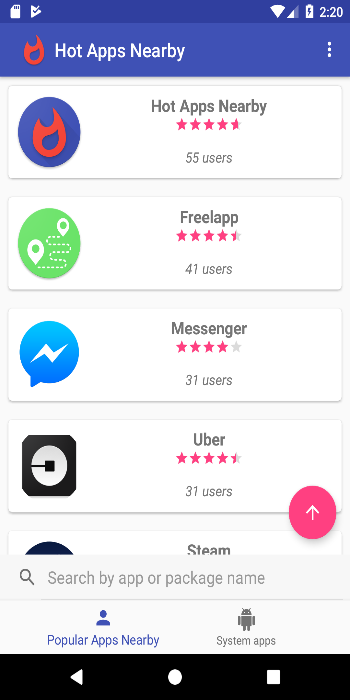 2:20
Hot Apps Nearby
Hot Apps Nearby
55 users
Freelapp
41 users
Messenger
31 users
Uber
31 users
Steam
Search by app or package name
Popular Apps Nearby
System apps